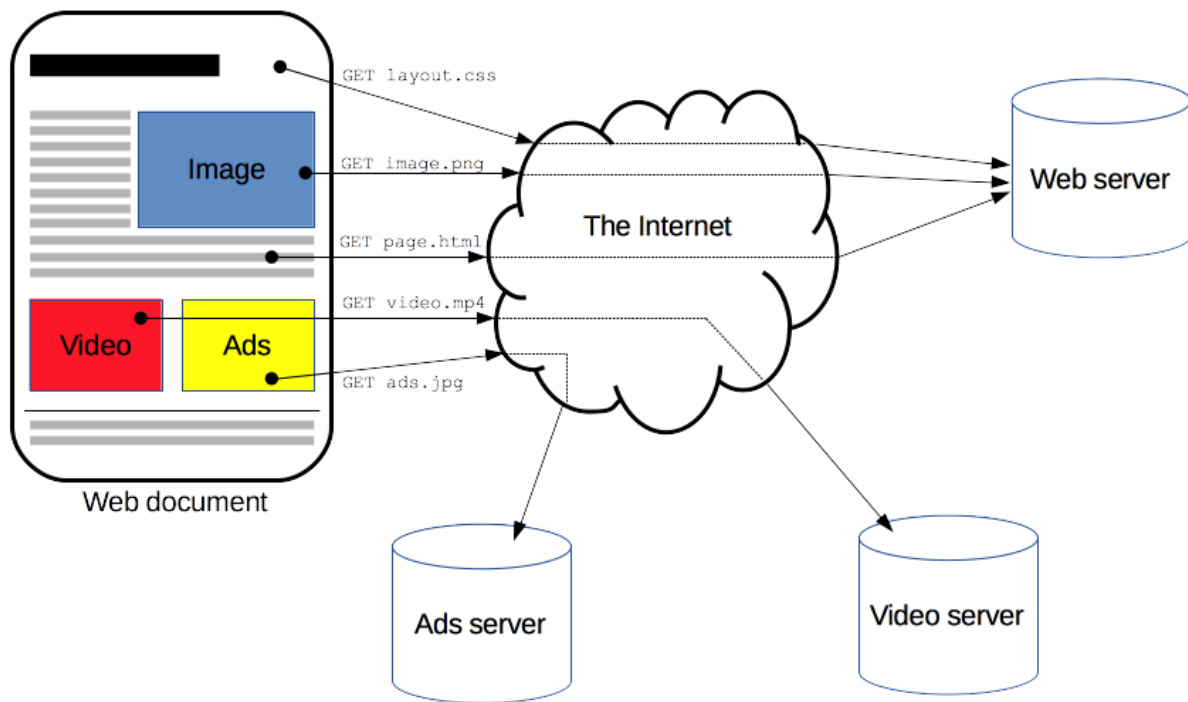 GET layout.css
Image
GET image.png
Web server
The Internet
GET page.html
GET video.mp4
Video
Ads
GET ads.jpg
Web document
Ads server
Video server